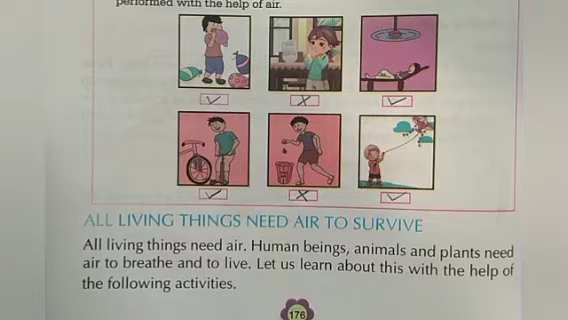 performed with the help of air.
ALL LIVING THINGS NEED AIR TO SURVIVE
All living things need air. Human beings, animals and plants need
air to breathe and to live. Let us learn about this with the help of
the following activities.
176